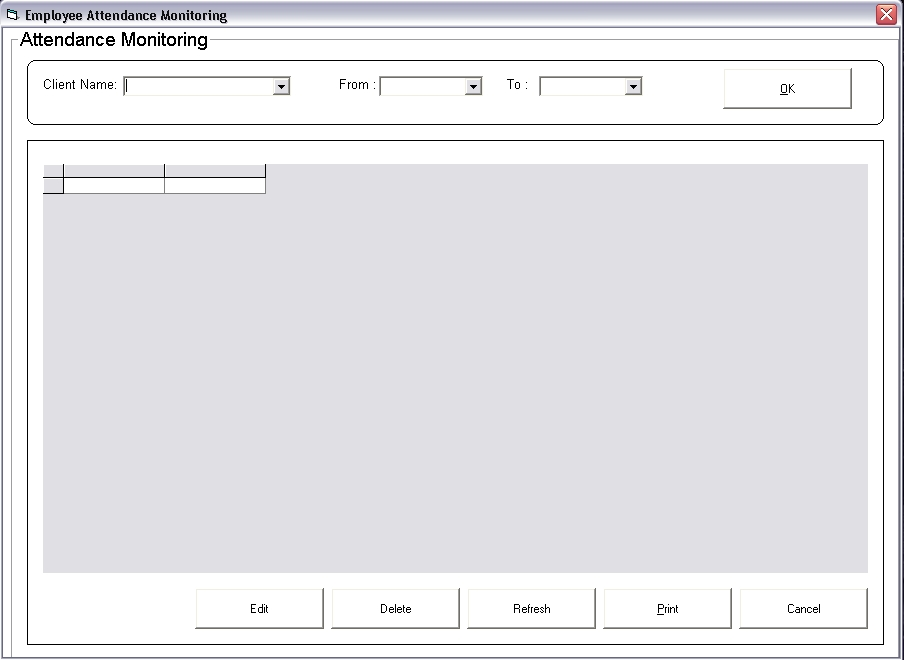 Employee Attendance Monitoring
Attendance Monitoring
Client Name: From : To : OK
Edit Delete Refresh Print Cancel